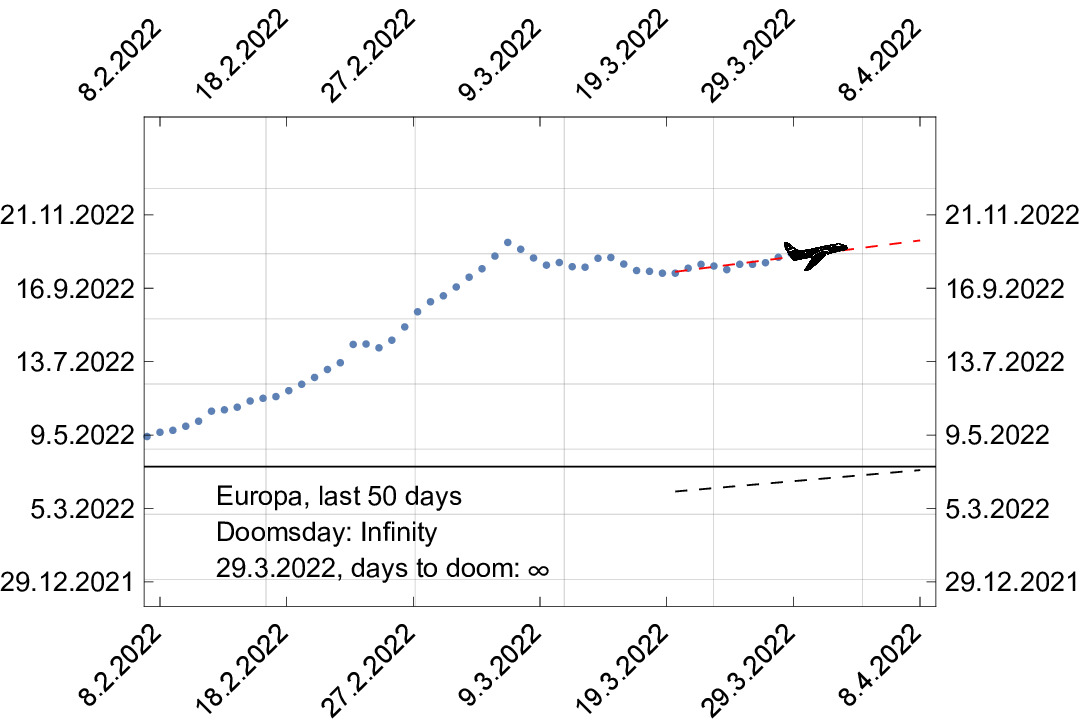 8.2.2022 18.2.2022 27.2.2022 9.3.2022 19.3.2022 29.3.2022 8.4.2022
21.11.2022 21.11.2022
16.9.2022 16.9.2022
13.7.2022 13.7.2022
9.5.2022 9.5.2022
5.3.2022 5.3.2022
29.12.2021 29.12.2021
Europa, last 50 days
Doomsday: Infinity
29.3.2022, days to doom: ∞
8.2.2022 18.2.2022 27.2.2022 9.3.2022 19.3.2022 29.3.2022 8.4.2022